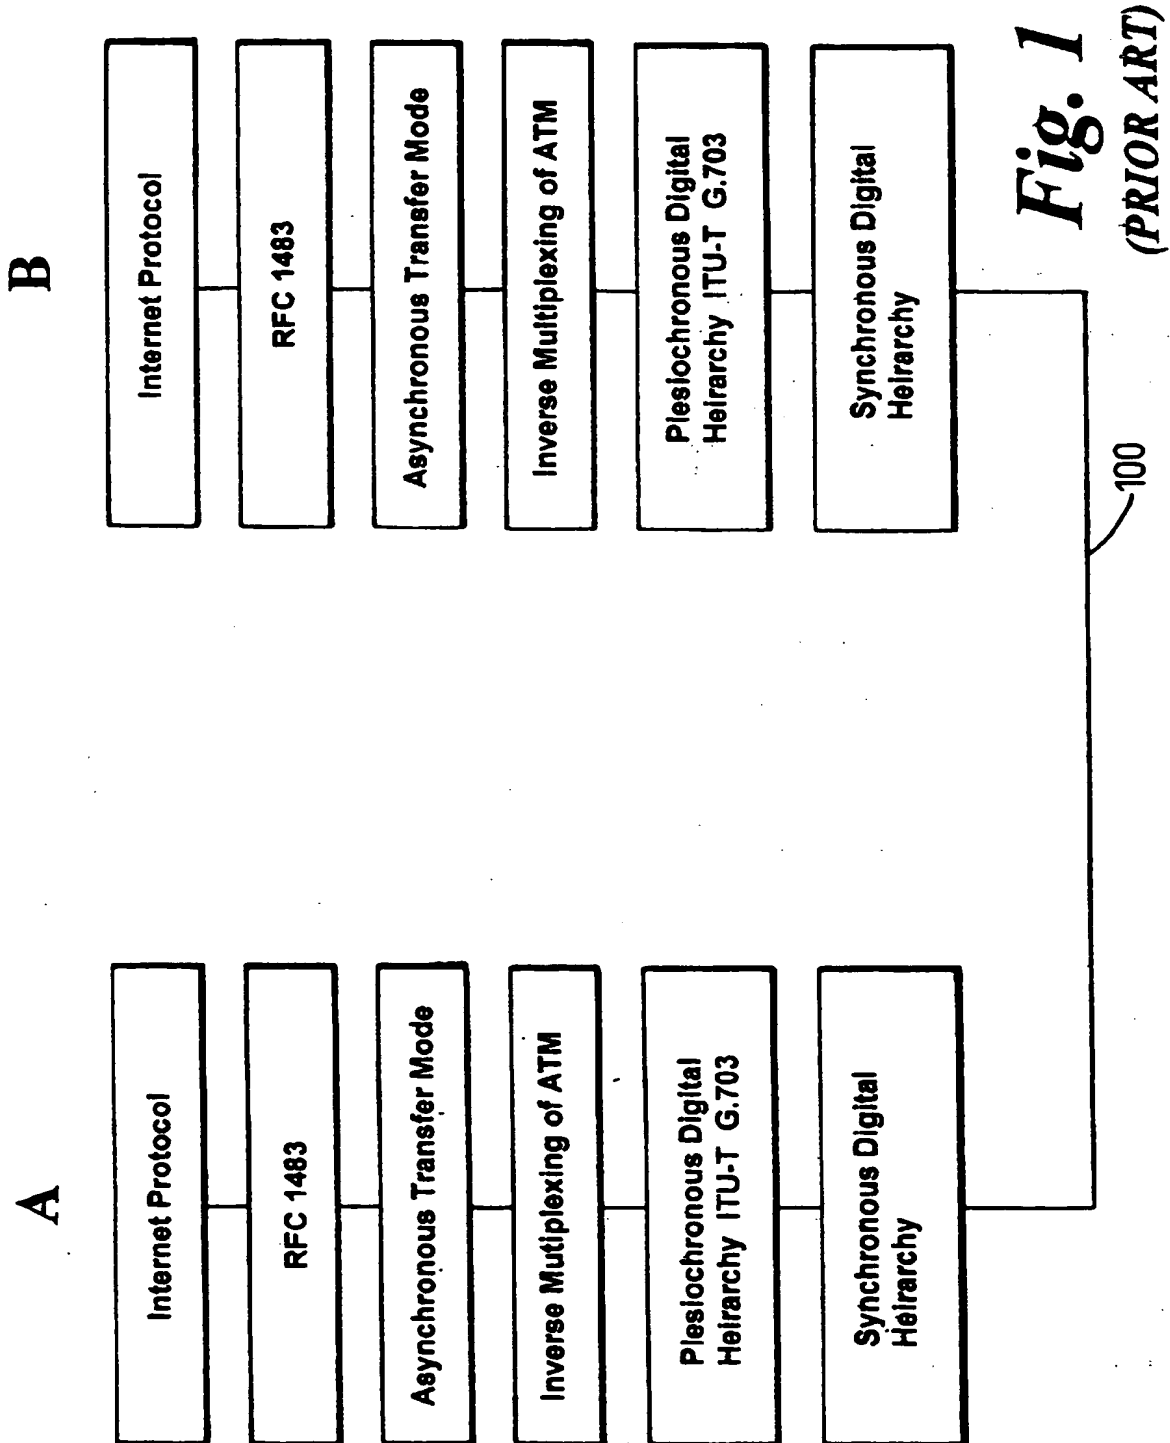 A
Internet Protocol
RFC 1483
Asynchronous Transfer Mode
Inverse Mutiplexing of ATM
Plesiochronous Digital
Heirarchy ITU-T G.703
Synchronous Digital
Heirarchy
B
Internet Protocol
RFC 1483
Asynchronous Transfer Mode
Inverse Multiplexing of ATM
Plesiochronous Digital
Heirarchy ITU-T G.703
Synchronous Digital
Heirarchy
100
Fig. 1
(PRIOR ART)